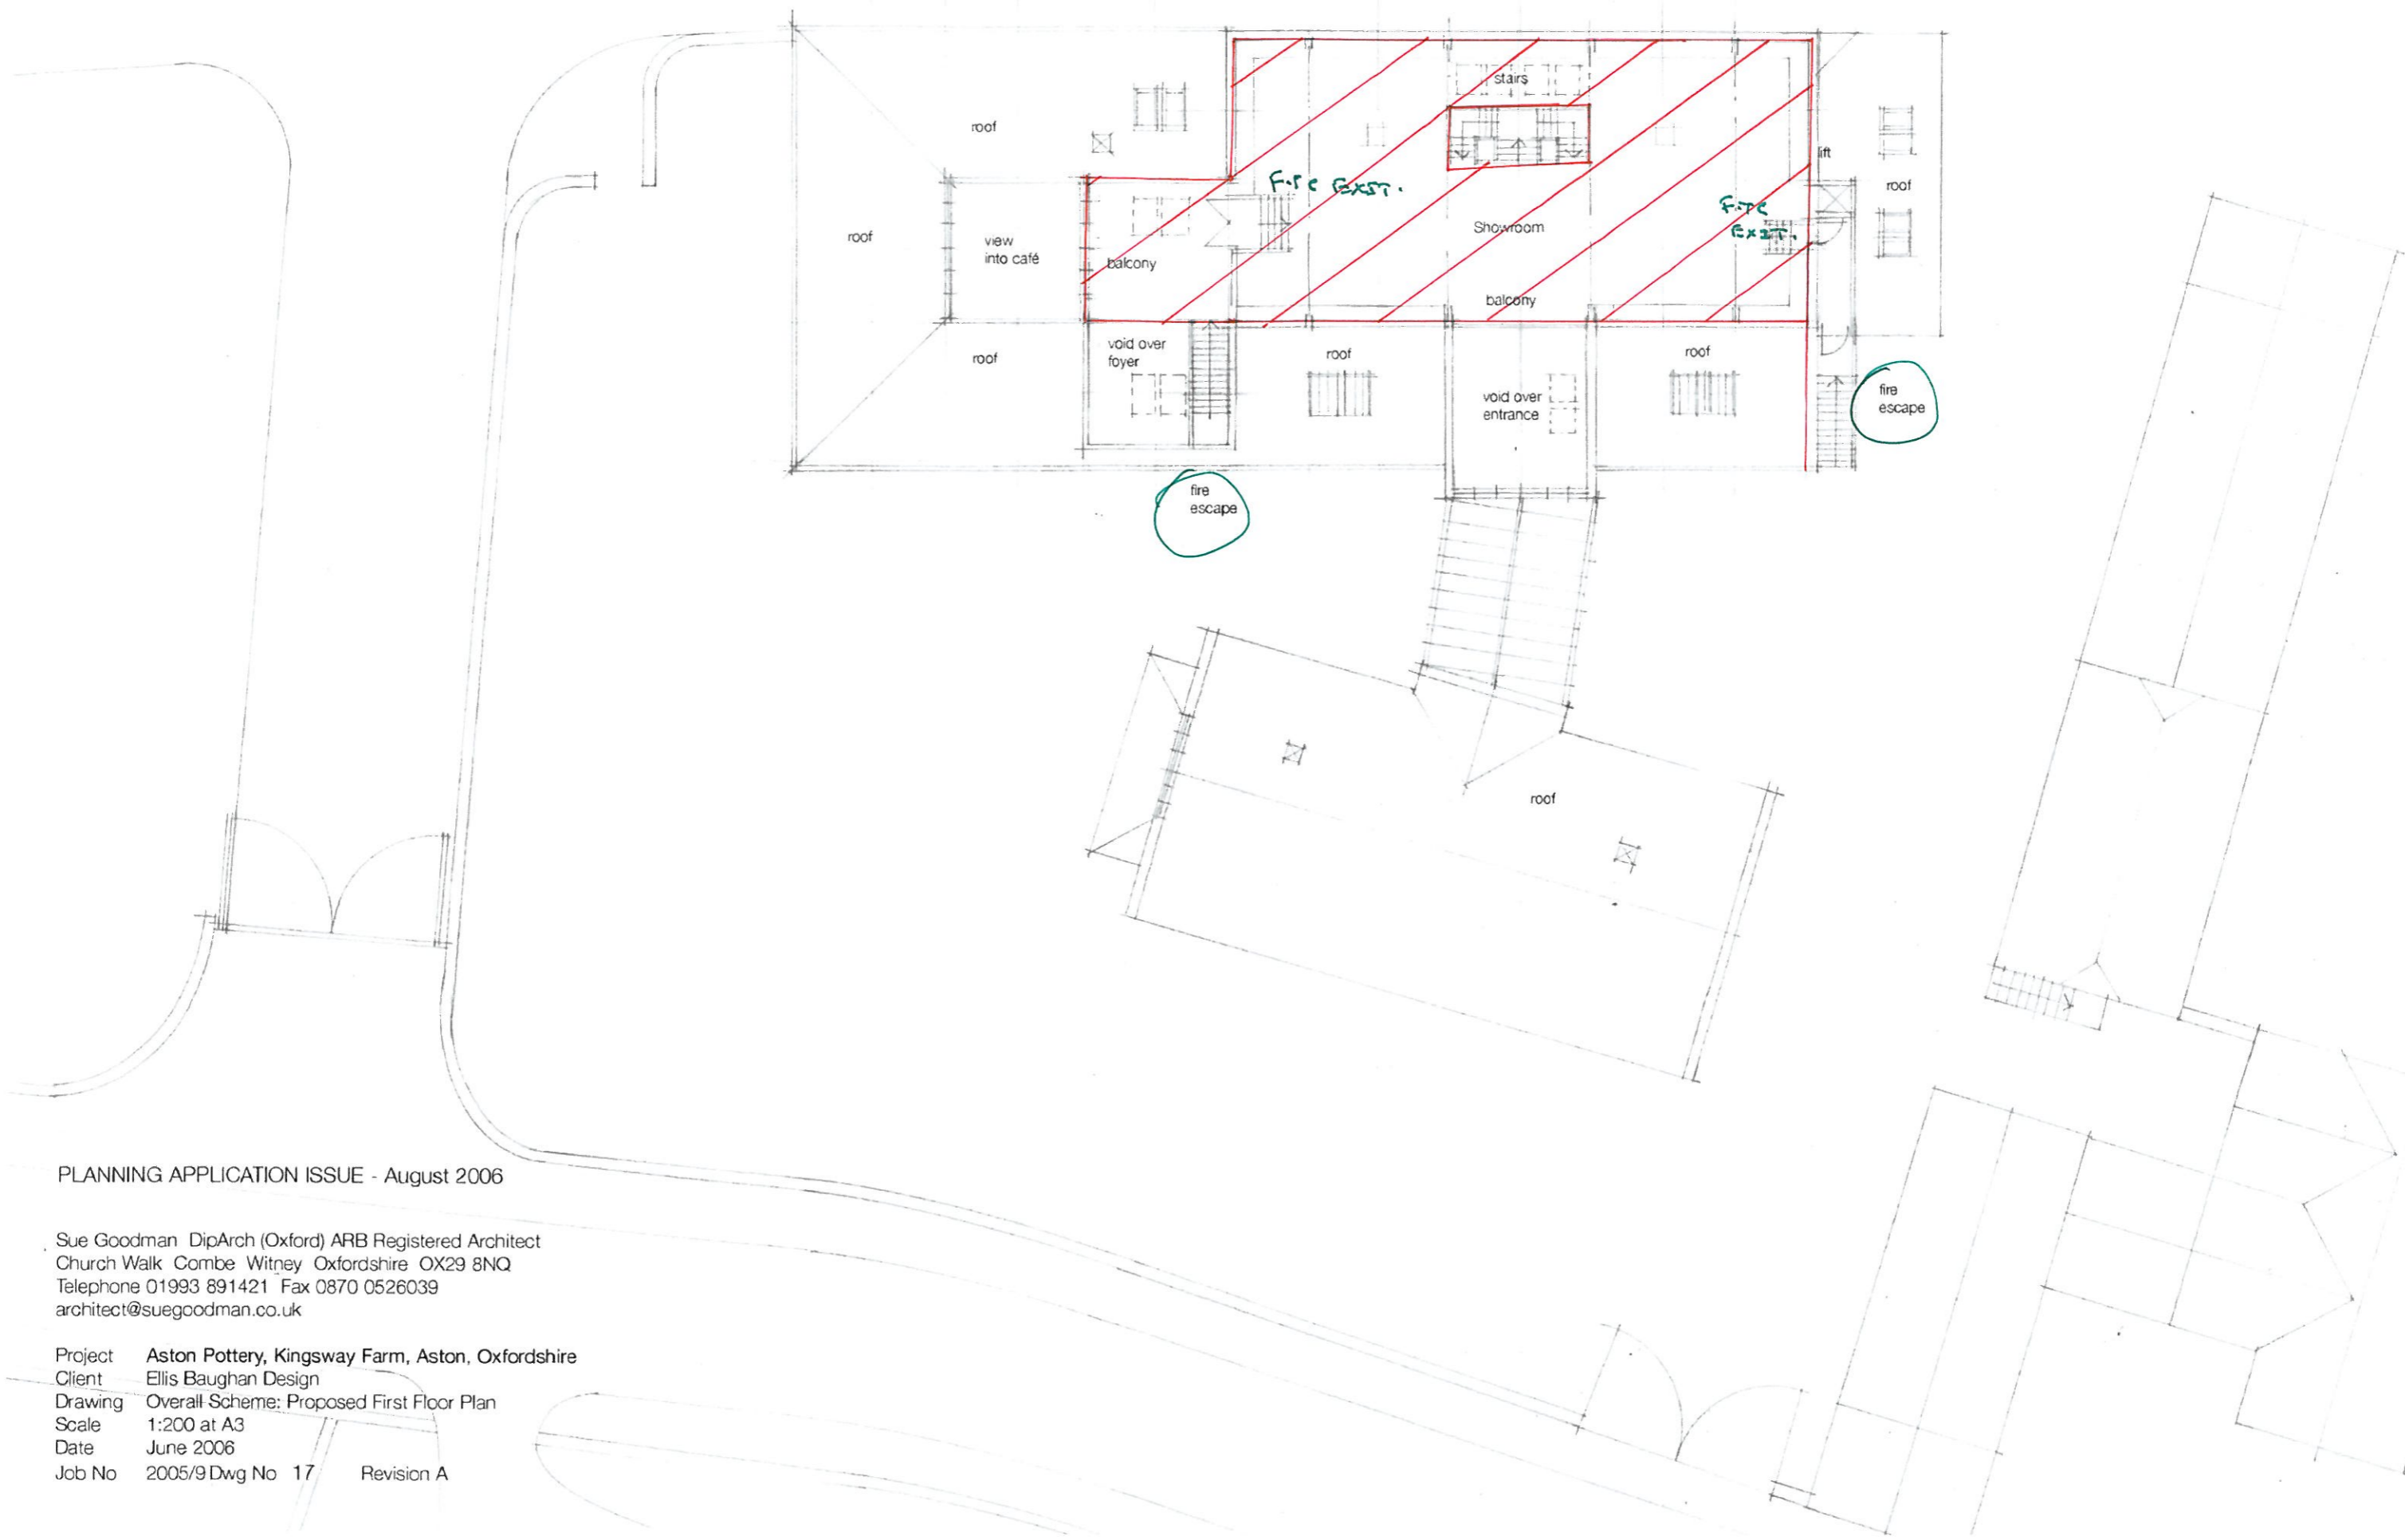 stairs
roof
lift
roof
FIRE EXIT.
FIRE
EXIT.
Showroom
roof
view
into café
balcony
balcony
void over
foyer
roof
roof
roof
void over
entrance
fire
escape
fire
escape
roof
PLANNING APPLICATION ISSUE - August 2006
Sue Goodman DipArch (Oxford) ARB Registered Architect
Church Walk Combe Witney Oxfordshire OX29 8NQ
Telephone 01993 891421 Fax 0870 0526039
architect@suegoodman.co.uk
Project Aston Pottery, Kingsway Farm, Aston, Oxfordshire
Client Ellis Baughan Design
Drawing Overall Scheme: Proposed First Floor Plan
Scale 1:200 at A3
Date June 2006
Job No 2005/9 Dwg No 17 Revision A